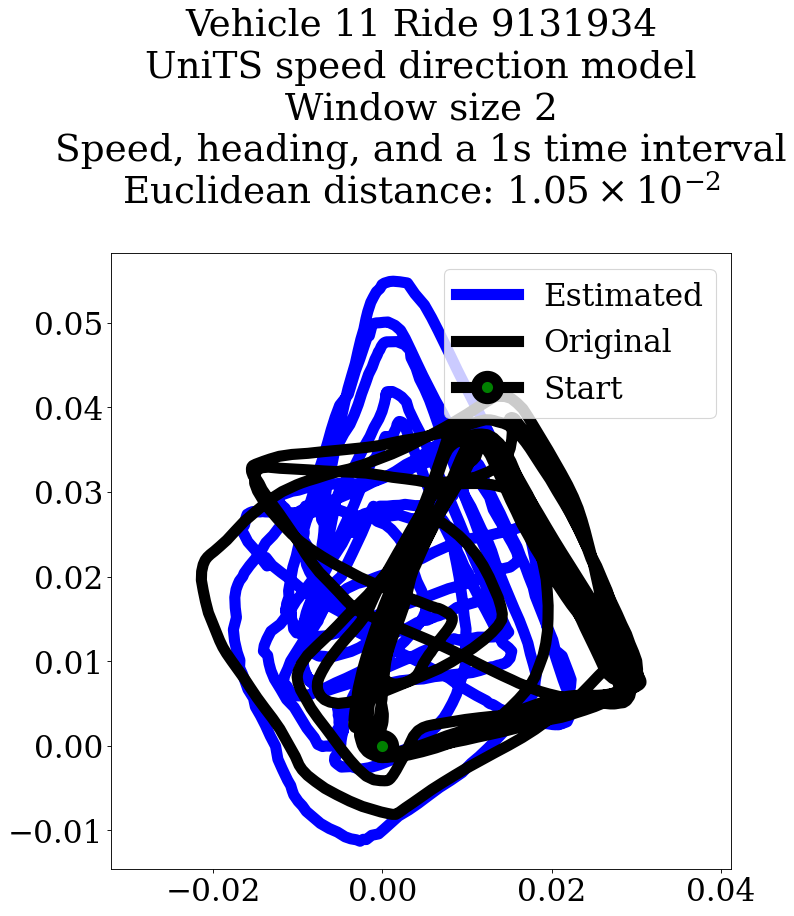 Vehicle 11 Ride 9131934
UniTS speed direction model
Window size 2
Speed, heading, and a 1s time interval
Euclidean distance: 1.05 × 10⁻²
Estimated
Original
Start
0.05
0.04
0.03
0.02
0.01
0.00
−0.01
−0.02 0.00 0.02 0.04